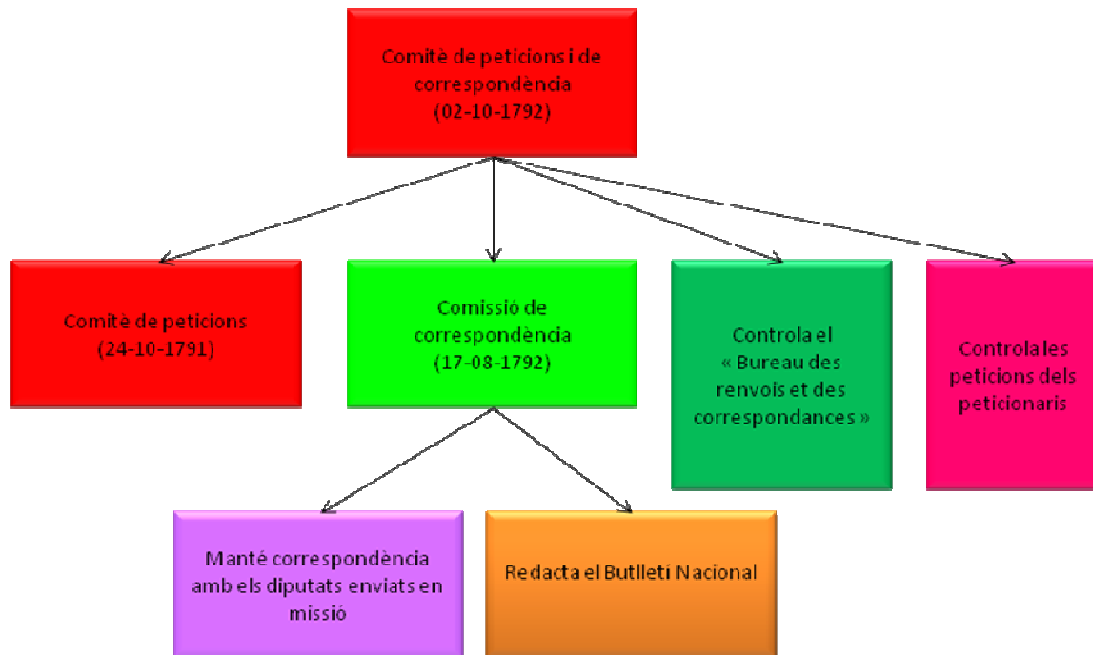 Comitè de peticions i de
correspondència
(02-10-1792)
Comitè de peticions
(24-10-1791)
Comissió de
correspondència
(17-08-1792)
Controla el
« Bureau des
renvois et des
correspondances »
Controla les
peticions dels
peticionaris
Manté correspondència
amb els diputats enviats en
missió
Redacta el Butlletí Nacional